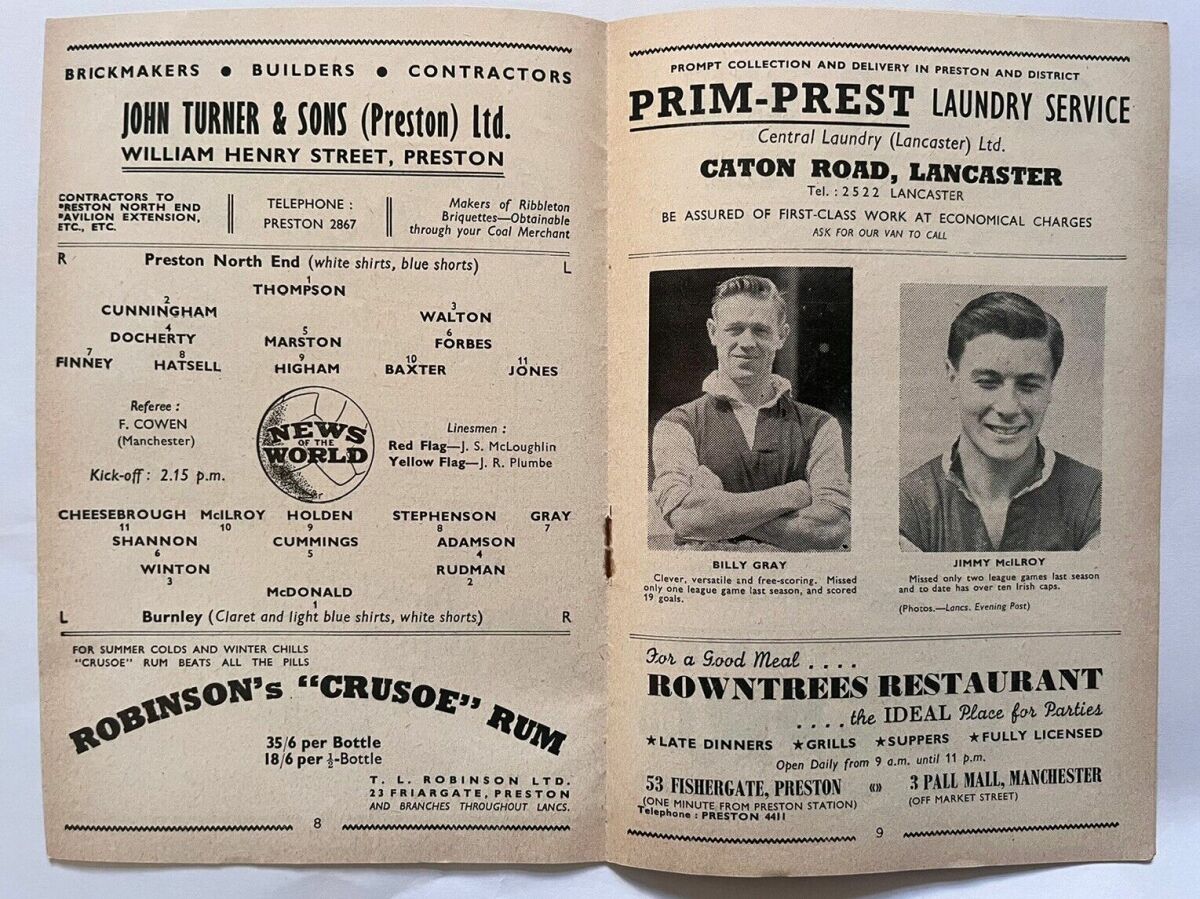 BRICKMAKERS ● BUILDERS ● CONTRACTORS
JOHN TURNER & SONS (Preston) Ltd.
WILLIAM HENRY STREET, PRESTON
CONTRACTORS TO
PRESTON NORTH END
PAVILION EXTENSION,
ETC., ETC.
TELEPHONE :
PRESTON 2867
Makers of Ribbleton
Briquettes—Obtainable
through your Coal Merchant
R Preston North End (white shirts, blue shorts) L
1
THOMPSON
2 3
CUNNINGHAM WALTON
4 5 6
DOCHERTY MARSTON FORBES
7 8 9 10 11
FINNEY HATSELL HIGHAM BAXTER JONES
Referee :
F. COWEN
(Manchester)
Kick-off : 2.15 p.m.
NEWS
OF THE
WORLD
Linesmen :
Red Flag—J. S. McLoughlin
Yellow Flag—J. R. Plumbe
CHEESEBROUGH McILROY HOLDEN STEPHENSON GRAY
11 10 9 8 7
SHANNON CUMMINGS ADAMSON
6 5 4
WINTON RUDMAN
3 2
McDONALD
1
L Burnley (Claret and light blue shirts, white shorts) R
FOR SUMMER COLDS AND WINTER CHILLS
"CRUSOE" RUM BEATS ALL THE PILLS
ROBINSON's "CRUSOE" RUM
35/6 per Bottle
18/6 per ½-Bottle
T. L. ROBINSON LTD.
23 FRIARGATE, PRESTON
AND BRANCHES THROUGHOUT LANCS.
8
PROMPT COLLECTION AND DELIVERY IN PRESTON AND DISTRICT
PRIM-PREST LAUNDRY SERVICE
Central Laundry (Lancaster) Ltd.
CATON ROAD, LANCASTER
Tel. : 2522 LANCASTER
BE ASSURED OF FIRST-CLASS WORK AT ECONOMICAL CHARGES
ASK FOR OUR VAN TO CALL
BILLY GRAY
Clever, versatile and free-scoring. Missed
only one league game last season, and scored
19 goals.
JIMMY McILROY
Missed only two league games last season
and to date has over ten Irish caps.
(Photos.—Lancs. Evening Post)
For a Good Meal . . . .
ROWNTREES RESTAURANT
. . . . the IDEAL Place for Parties
★LATE DINNERS ★GRILLS ★SUPPERS ★FULLY LICENSED
Open Daily from 9 a.m. until 11 p.m.
53 FISHERGATE, PRESTON «» 3 PALL MALL, MANCHESTER
(ONE MINUTE FROM PRESTON STATION) (OFF MARKET STREET)
Telephone : PRESTON 4411
9